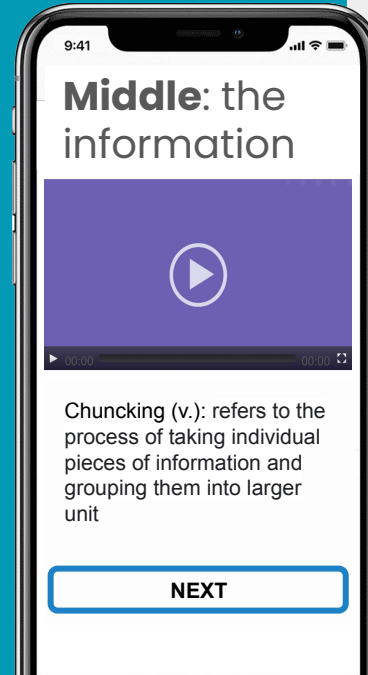 9:41
Middle: the
information
00:00 00:00
Chuncking (v.): refers to the
process of taking individual
pieces of information and
grouping them into larger
unit
NEXT